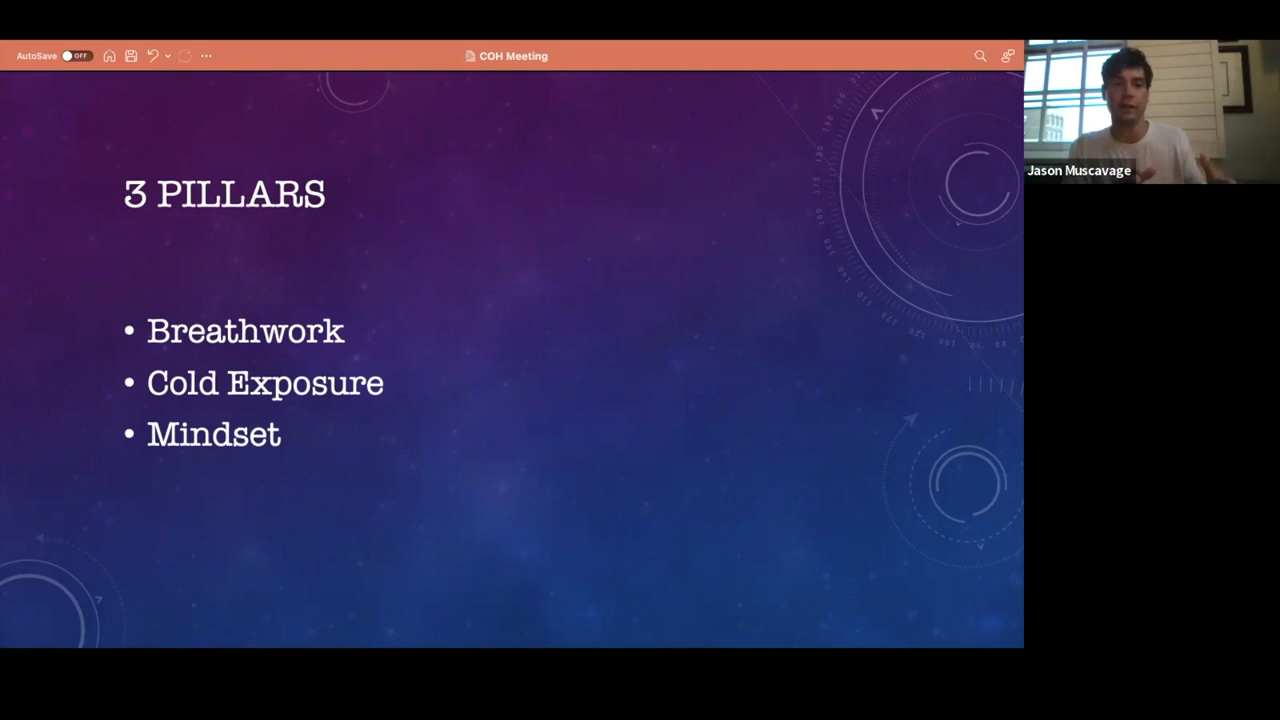 AutoSave OFF
COH Meeting
Jason Muscavage
3 PILLARS
• Breathwork
• Cold Exposure
• Mindset